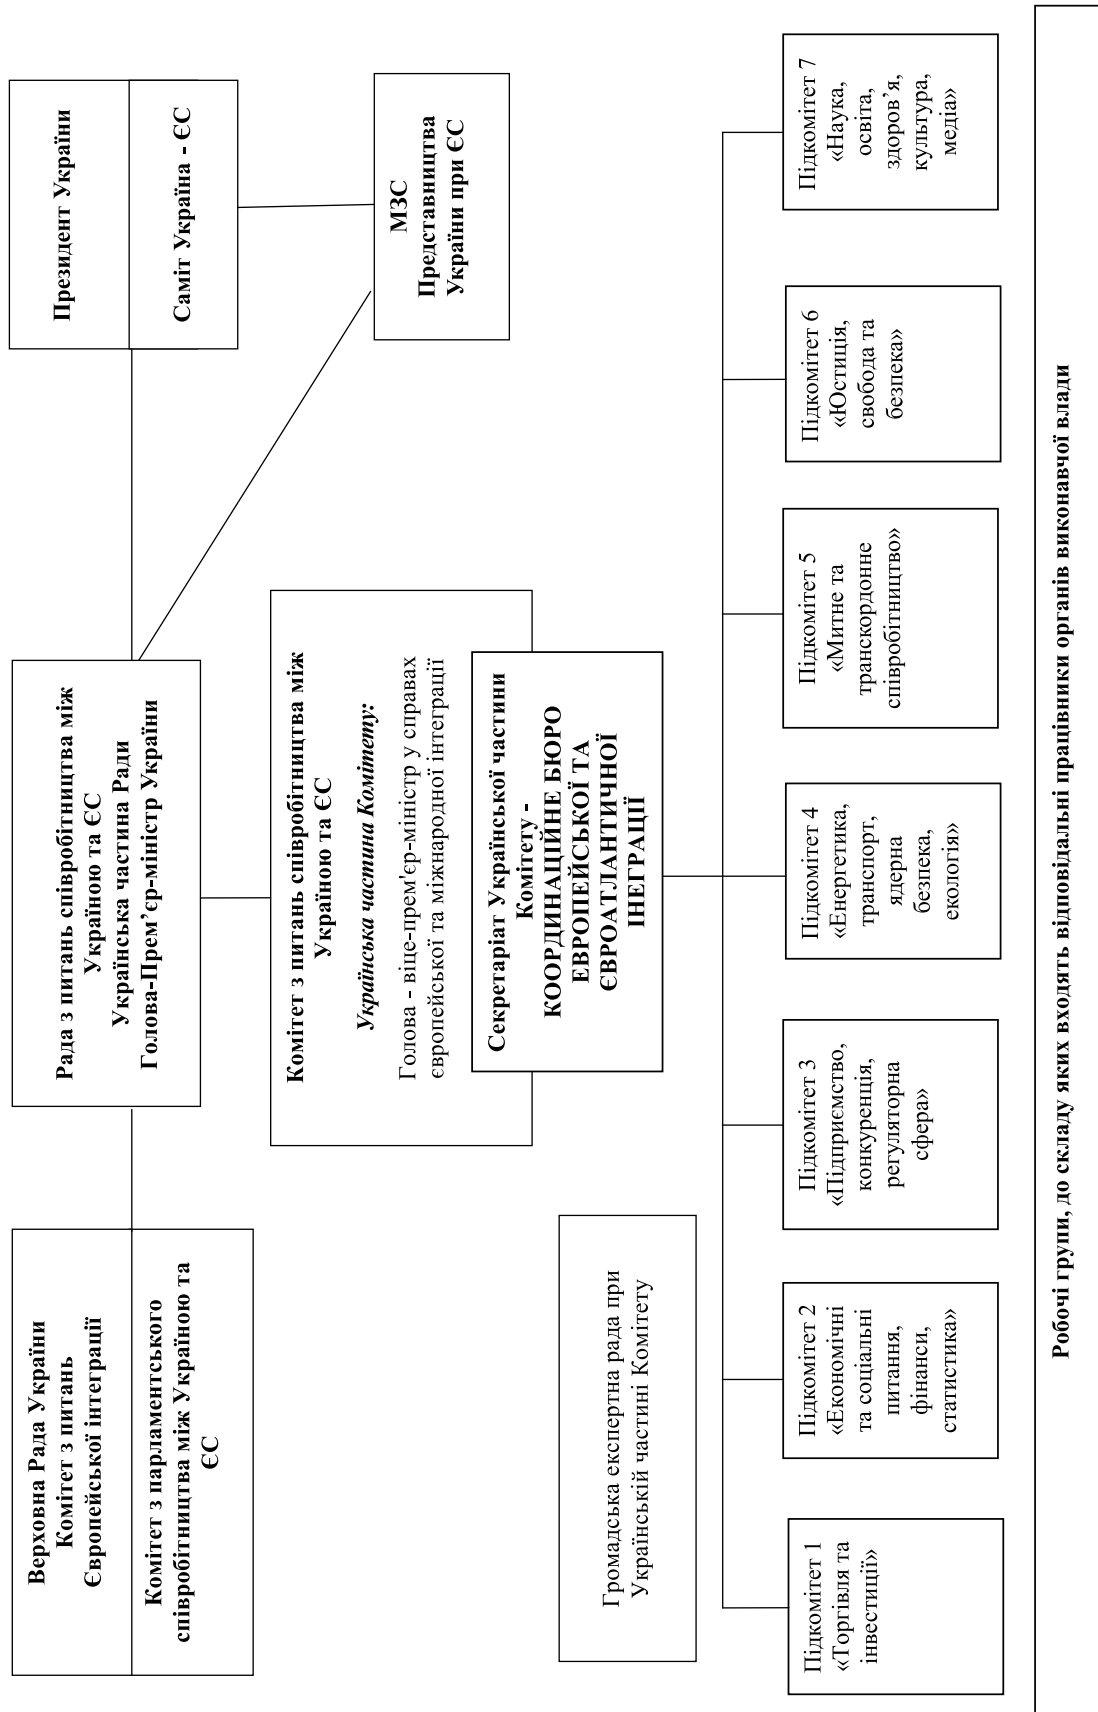 Верховна Рада України
Комітет з питань
Європейської інтеграції
Комітет з парламентського
співробітництва між Україною та
ЄС
Рада з питань співробітництва між
Україною та ЄС
Українська частина Ради
Голова-Прем’єр-міністр України
Президент України
Саміт Україна - ЄС
МЗС
Представництва
України при ЄС
Комітет з питань співробітництва між
Україною та ЄС
Українська частина Комітету:
Голова - віце-прем'єр-міністр у справах
європейської та міжнародної інтеграції
Секретаріат Української частини
Комітету -
КООРДИНАЦІЙНЕ БЮРО
ЕВРОПЕЙСЬКОЇ ТА
ЄВРОАТЛАНТИЧНОЇ
ІНЕГРАЦІЇ
Громадська експертна рада при
Українській частині Комітету
Підкомітет 1
«Торгівля та
інвестиції»
Підкомітет 2
«Економічні
та соціальні
питання,
фінанси,
статистика»
Підкомітет 3
«Підприємство,
конкуренція,
регуляторна
сфера»
Підкомітет 4
«Енергетика,
транспорт,
ядерна
безпека,
екологія»
Підкомітет 5
«Митне та
транскордонне
співробітництво»
Підкомітет 6
«Юстиція,
свобода та
безпека»
Підкомітет 7
«Наука,
освіта,
здоров’я,
культура,
медіа»
Робочі групи, до складу яких входять відповідальні працівники органів виконавчої влади